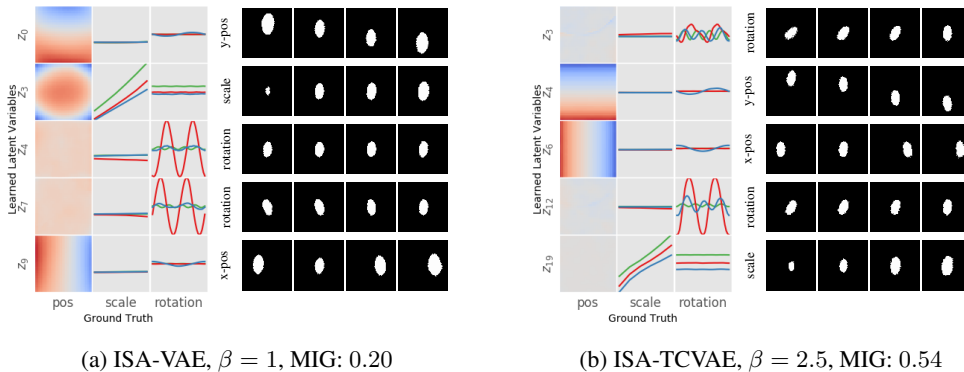 Learned Latent Variables
Z0
Z3
Z4
Z7
Z9
pos scale rotation
Ground Truth
y-pos
scale
rotation
rotation
x-pos
(a) ISA-VAE, β = 1, MIG: 0.20
Learned Latent Variables
Z3
Z4
Z6
Z12
Z19
pos scale rotation
Ground Truth
rotation
y-pos
x-pos
rotation
scale
(b) ISA-TCVAE, β = 2.5, MIG: 0.54